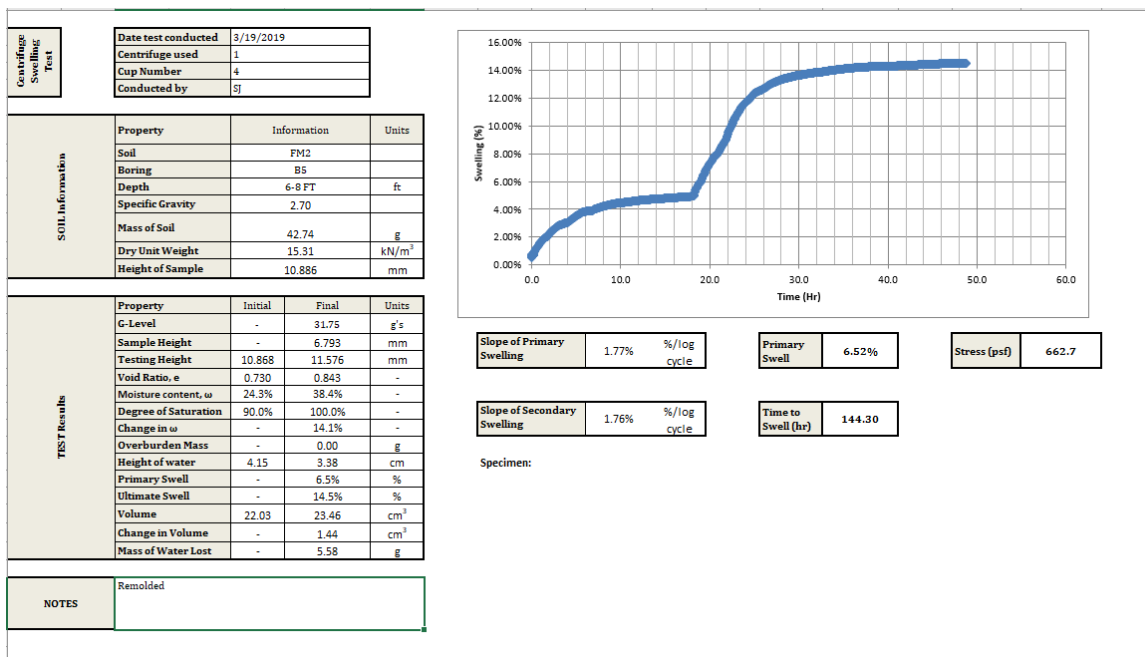 Centrifuge
Swelling
Test
Date test conducted 3/19/2019
Centrifuge used 1
Cup Number 4
Conducted by SJ
SOIL Information
Property Information Units
Soil FM2
Boring B5
Depth 6-8 FT ft
Specific Gravity 2.70
Mass of Soil 42.74 g
Dry Unit Weight 15.31 kN/m³
Height of Sample 10.886 mm
TEST Results
Property Initial Final Units
G-Level - 31.75 g's
Sample Height - 6.793 mm
Testing Height 10.868 11.576 mm
Void Ratio, e 0.730 0.843 -
Moisture content, ω 24.3% 38.4% -
Degree of Saturation 90.0% 100.0% -
Change in ω - 14.1% -
Overburden Mass - 0.00 g
Height of water 4.15 3.38 cm
Primary Swell - 6.5% %
Ultimate Swell - 14.5% %
Volume 22.03 23.46 cm³
Change in Volume - 1.44 cm³
Mass of Water Lost - 5.58 g
NOTES
Remolded
Swelling (%)
16.00%
14.00%
12.00%
10.00%
8.00%
6.00%
4.00%
2.00%
0.00%
0.0 10.0 20.0 30.0 40.0 50.0 60.0
Time (Hr)
Slope of Primary
Swelling
1.77%
%/log
cycle
Primary
Swell
6.52%
Stress (psf) 662.7
Slope of Secondary
Swelling
1.76%
%/log
cycle
Time to
Swell (hr)
144.30
Specimen: